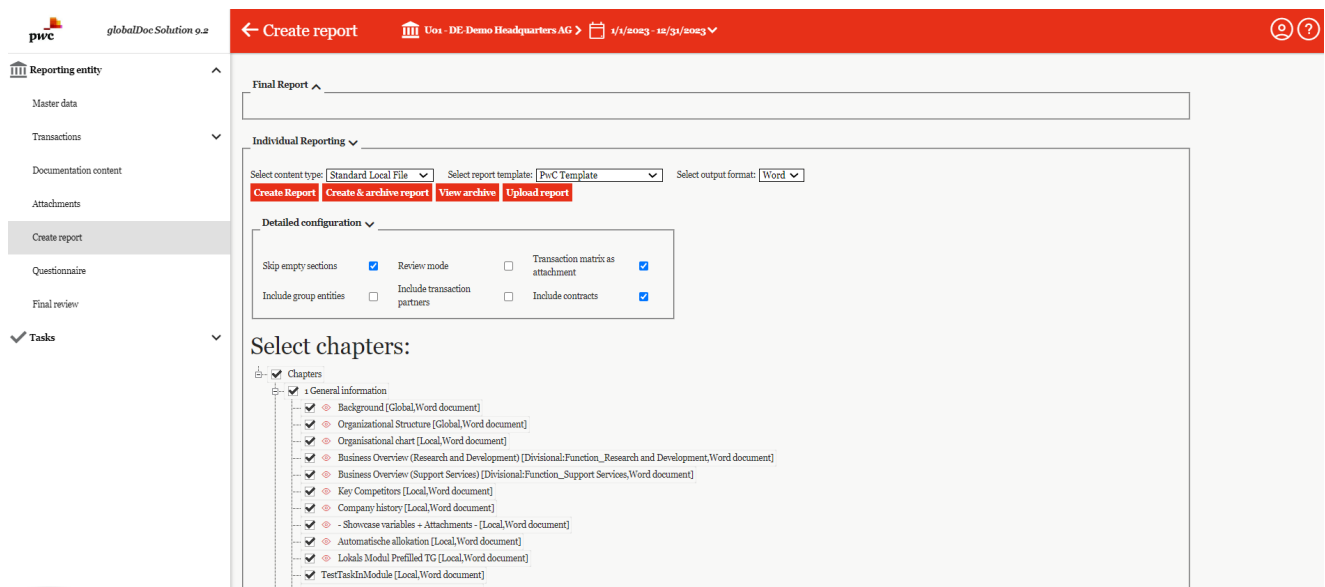 pwc
globalDoc Solution 9.2
Create report
U01 - DE-Demo Headquarters AG
1/1/2023 - 12/31/2023
?
Reporting entity
Master data
Transactions
Documentation content
Attachments
Create report
Questionnaire
Final review
Tasks
Final Report
Individual Reporting
Select content type: Standard Local File Select report template: PwC Template Select output format: Word
Create Report Create & archive report View archive Upload report
Detailed configuration
Skip empty sections Review mode Transaction matrix as
attachment
Include group entities Include transaction
partners Include contracts
Select chapters:
Chapters
1 General information
Background [Global,Word document]
Organizational Structure [Global,Word document]
Organisational chart [Local,Word document]
Business Overview (Research and Development) [Divisional:Function_Research and Development,Word document]
Business Overview (Support Services) [Divisional:Function_Support Services,Word document]
Key Competitors [Local,Word document]
Company history [Local,Word document]
- Showcase variables + Attachments - [Local,Word document]
Automatische allokation [Local,Word document]
Lokals Modul Prefilled TG [Local,Word document]
TestTaskInModule [Local,Word document]